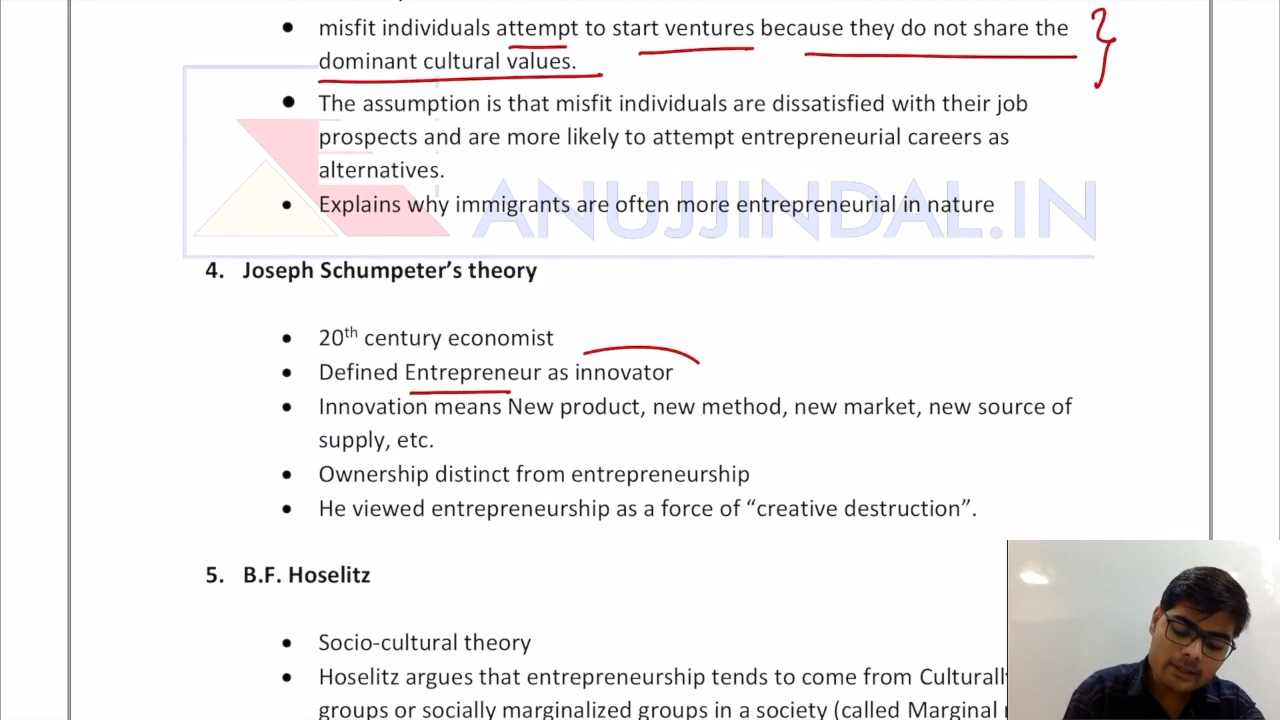 • misfit individuals attempt to start ventures because they do not share the
dominant cultural values.
• The assumption is that misfit individuals are dissatisfied with their job
prospects and are more likely to attempt entrepreneurial careers as
alternatives.
ANUJJINDAL.IN
• Explains why immigrants are often more entrepreneurial in nature
4. Joseph Schumpeter’s theory
• 20th century economist
• Defined Entrepreneur as innovator
• Innovation means New product, new method, new market, new source of
supply, etc.
• Ownership distinct from entrepreneurship
• He viewed entrepreneurship as a force of “creative destruction”.
5. B.F. Hoselitz
• Socio-cultural theory
• Hoselitz argues that entrepreneurship tends to come from
groups or socially marginalized groups in a society (called Marginal